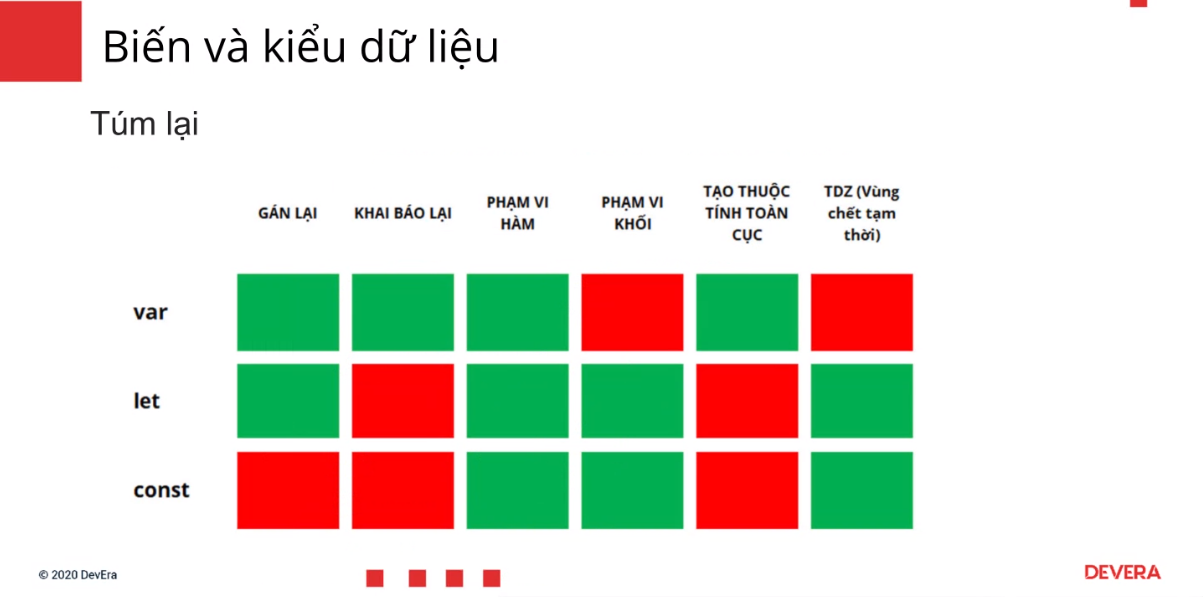 Biến và kiểu dữ liệu
Túm lại
GÁN LẠI
KHAI BÁO LẠI
PHẠM VI
HÀM
PHẠM VI
KHỐI
TẠO THUỘC
TÍNH TOÀN
CỤC
TDZ (Vùng
chết tạm
thời)
var
let
const
© 2020 DevEra
DEVERA